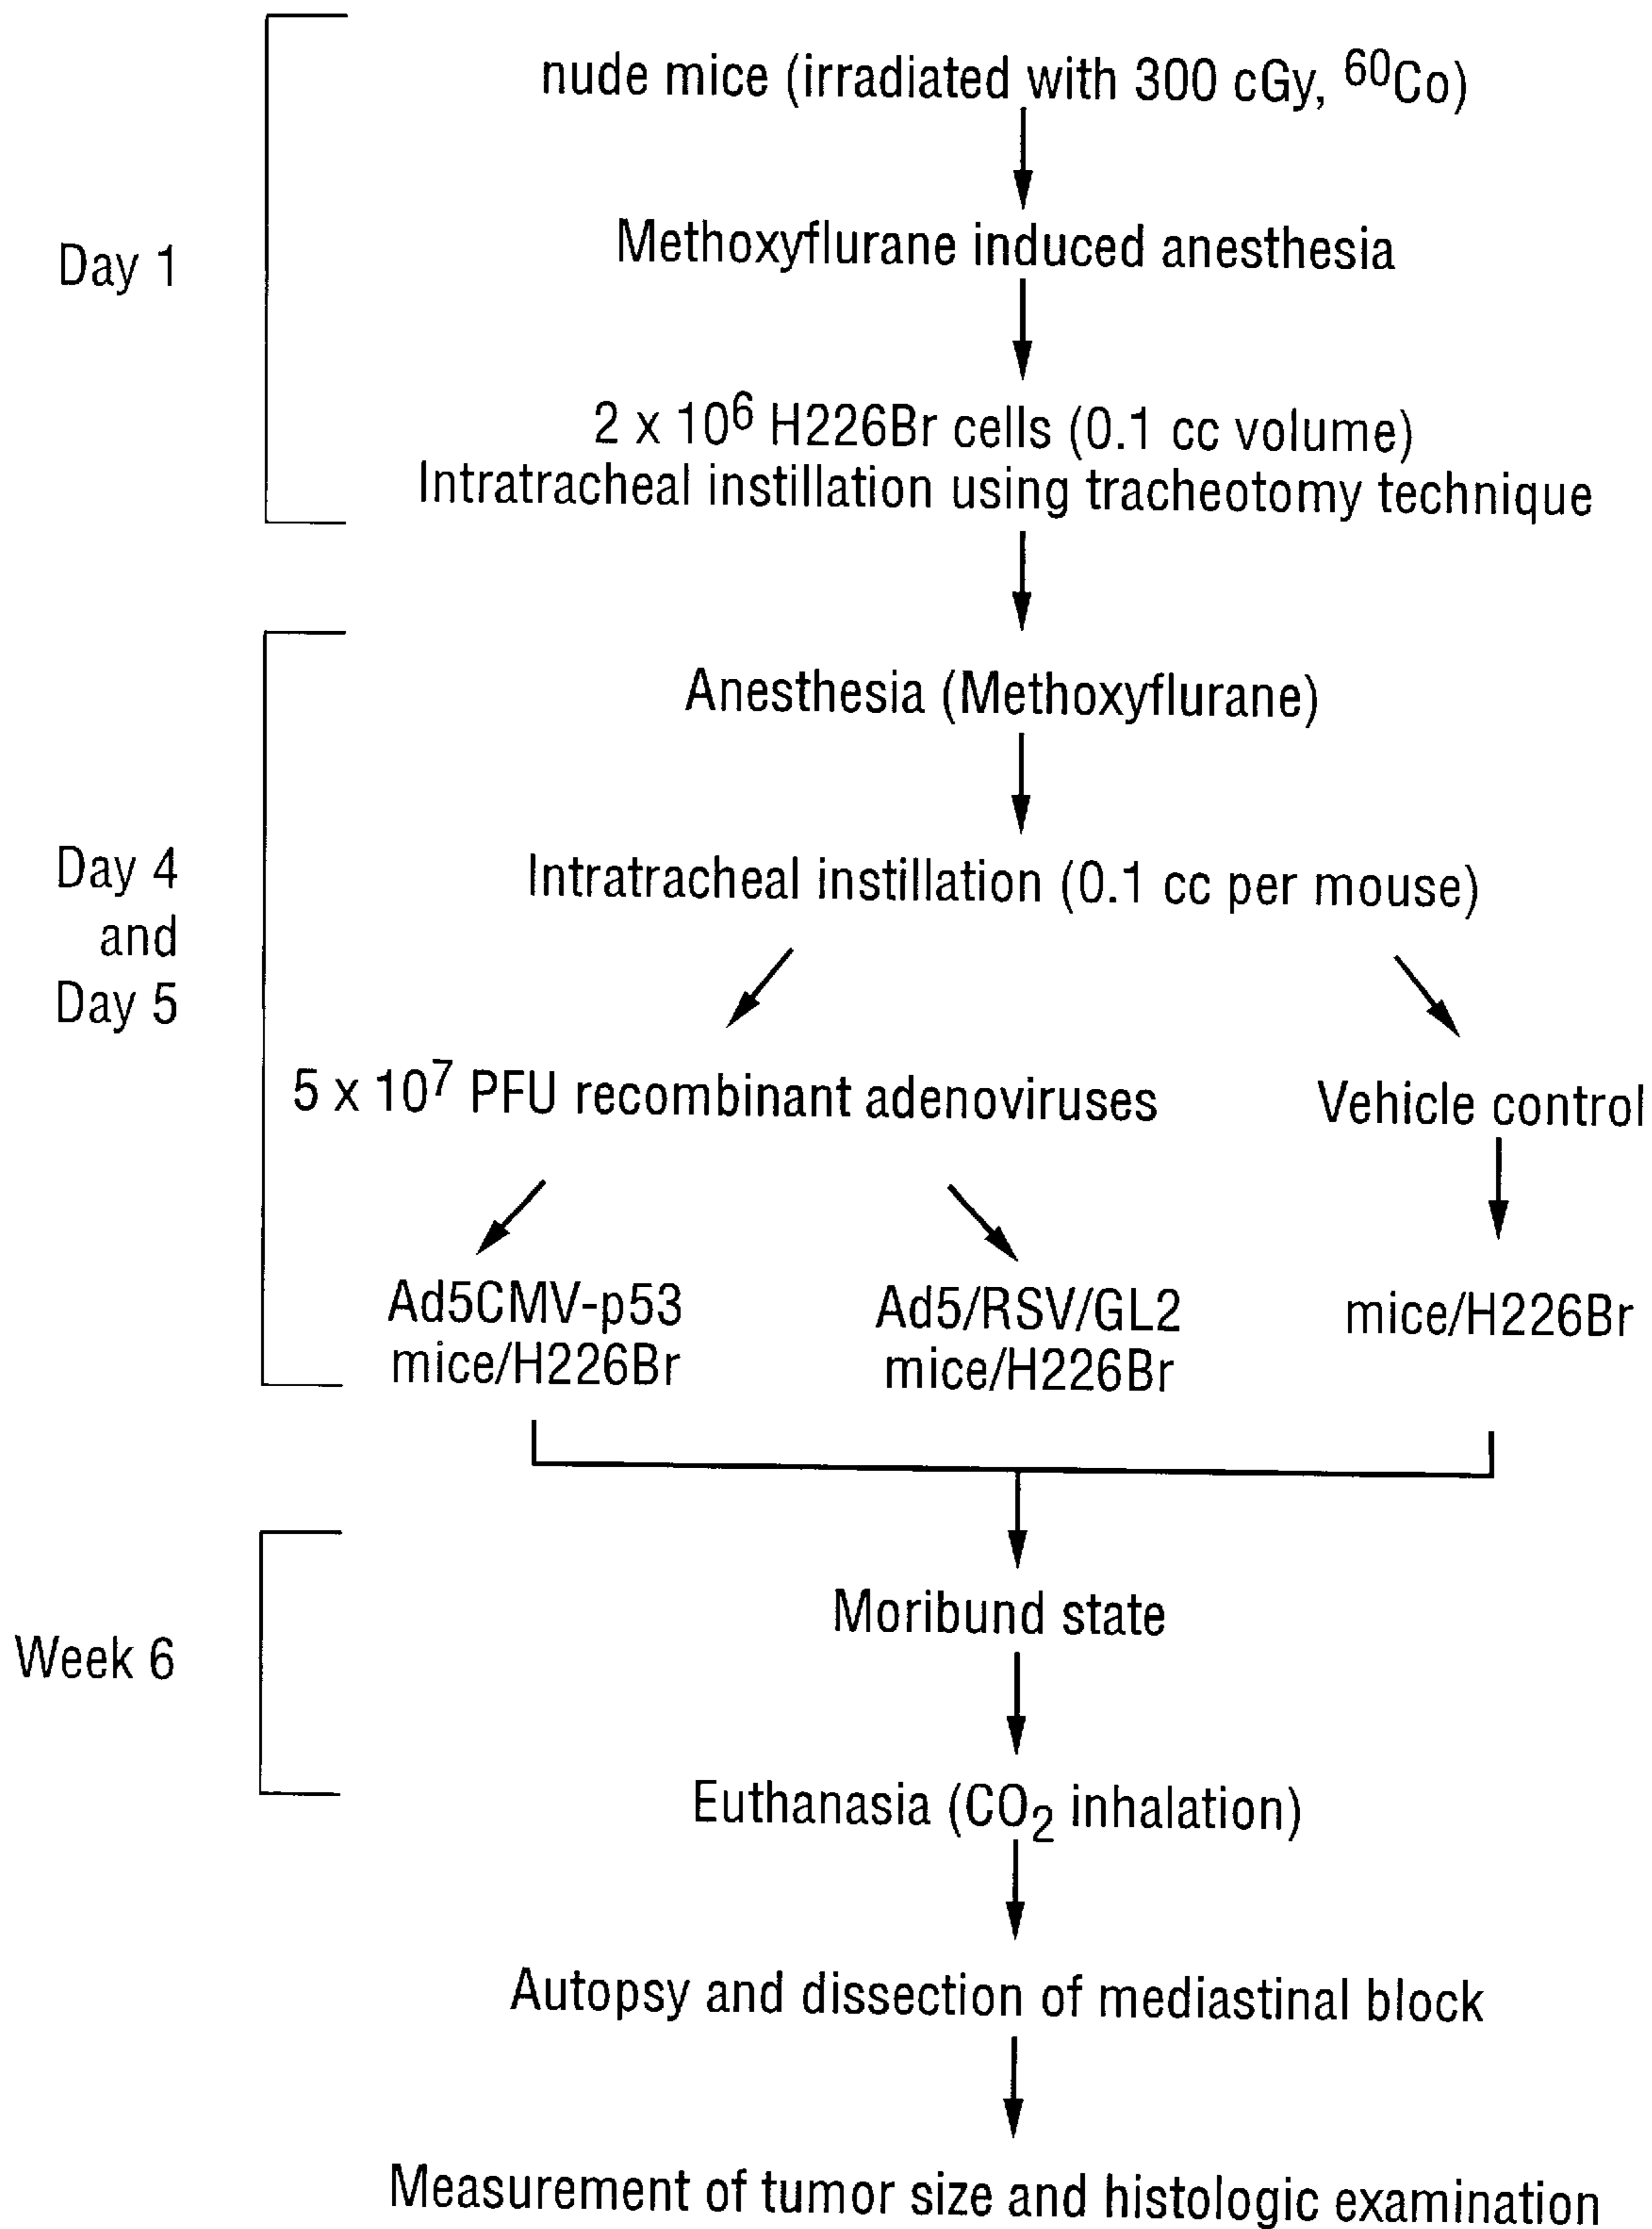 nude mice (irradiated with 300 cGy, ⁶⁰Co)
Day 1
Methoxyflurane induced anesthesia
2 x 10⁶ H226Br cells (0.1 cc volume)
Intratracheal instillation using tracheotomy technique
Anesthesia (Methoxyflurane)
Day 4
and
Day 5
Intratracheal instillation (0.1 cc per mouse)
5 x 10⁷ PFU recombinant adenoviruses
Vehicle control
Ad5CMV-p53
mice/H226Br
Ad5/RSV/GL2
mice/H226Br
mice/H226Br
Week 6
Moribund state
Euthanasia (CO₂ inhalation)
Autopsy and dissection of mediastinal block
Measurement of tumor size and histologic examination